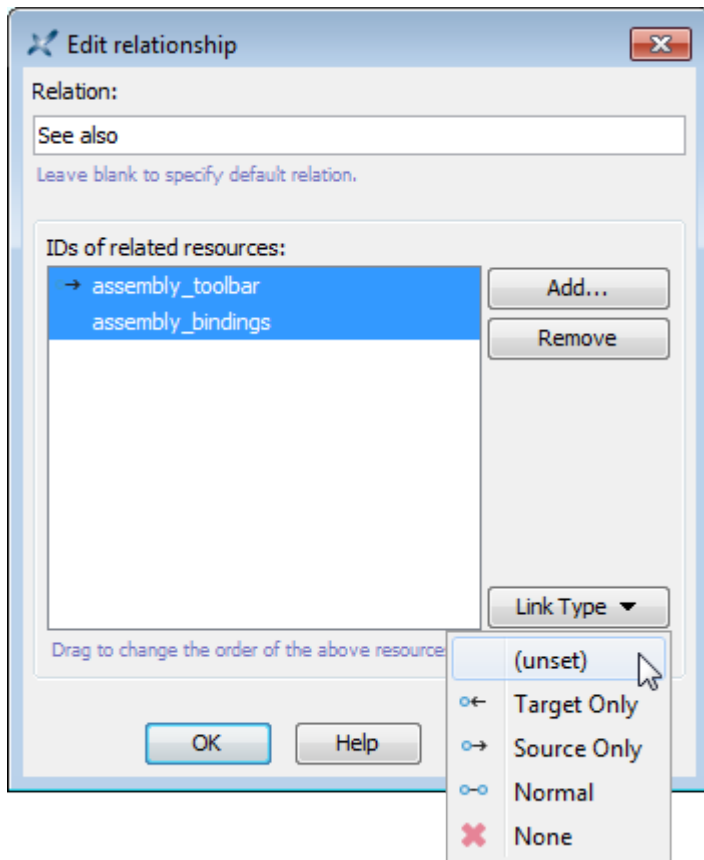 Edit relationship
Relation:
See also
Leave blank to specify default relation.
IDs of related resources:
assembly_toolbar
assembly_bindings
Add...
Remove
Link Type
Drag to change the order of the above resource
(unset)
Target Only
Source Only
Normal
None
OK
Help